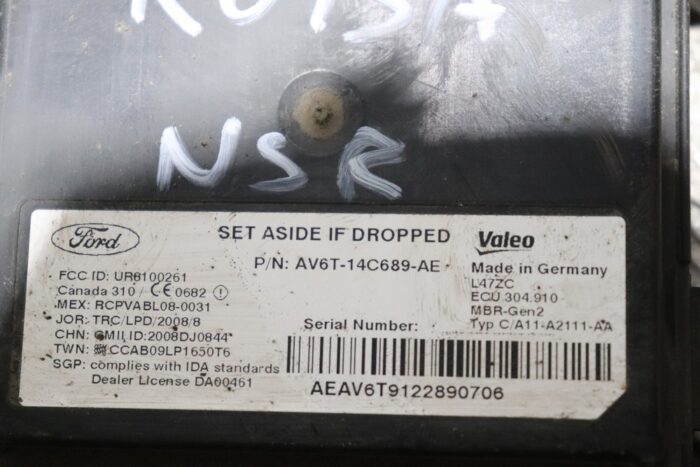 NSR
Ford
SET ASIDE IF DROPPED
Valeo
P/N: AV6T-14C689-AE
Made in Germany
L47ZC
ECU 304.910
MBR-Gen2
Typ C/A11-A2111-AA
FCC ID: UR8100261
Canada 310 / CE 0682 !
MEX: RCPVABL08-0031
JOR: TRC/LPD/2008/8
CHN: CMII ID:2008DJ0844
TWN: CCAB09LP1650T6
SGP: complies with IDA standards
Dealer License DA00461
Serial Number:
AEAV6T9122890706